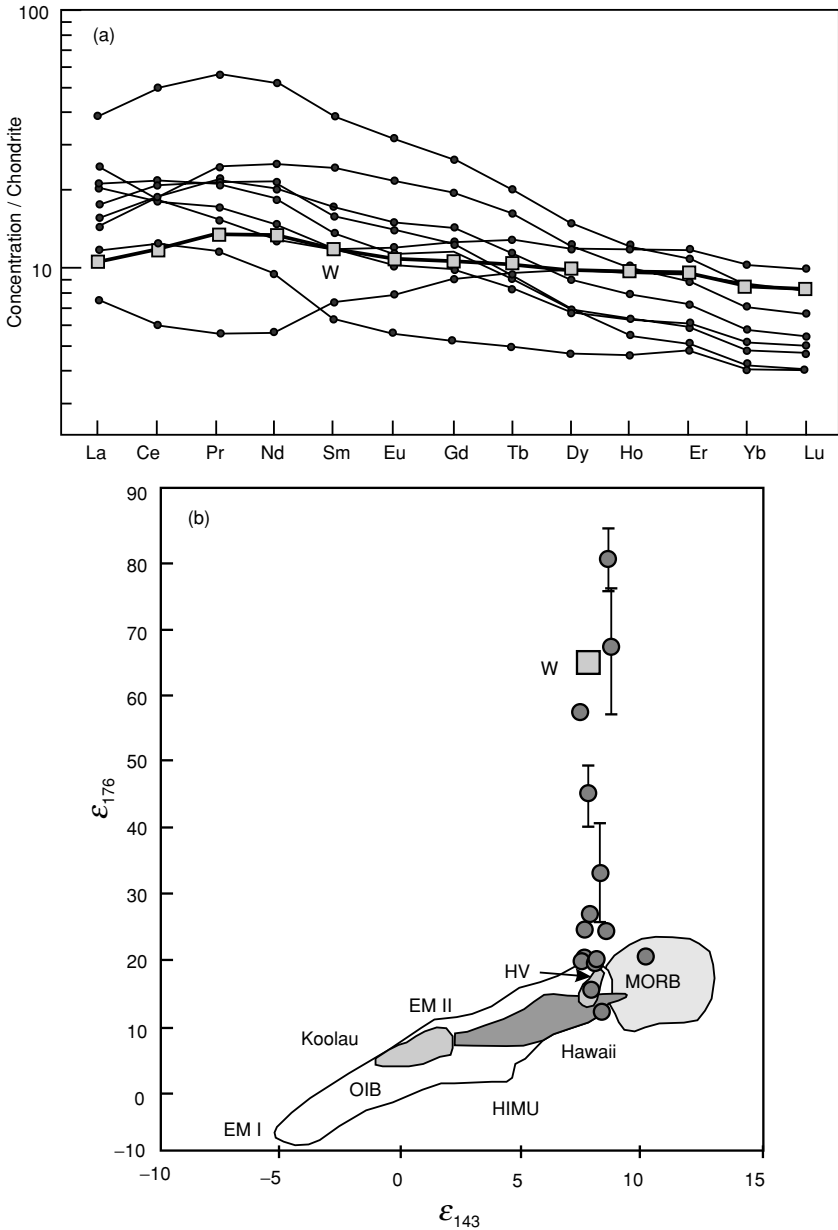 100
(a)
Concentration / Chondrite
10
W
La Ce Pr Nd Sm Eu Gd Tb Dy Ho Er Yb Lu
90
(b)
80
70
W
60
50
ε176
40
30
20
HV
MORB
EM II
10
Koolau
Hawaii
OIB
0
HIMU
EM I
–10
–10 –5 0 5 10 15
ε143